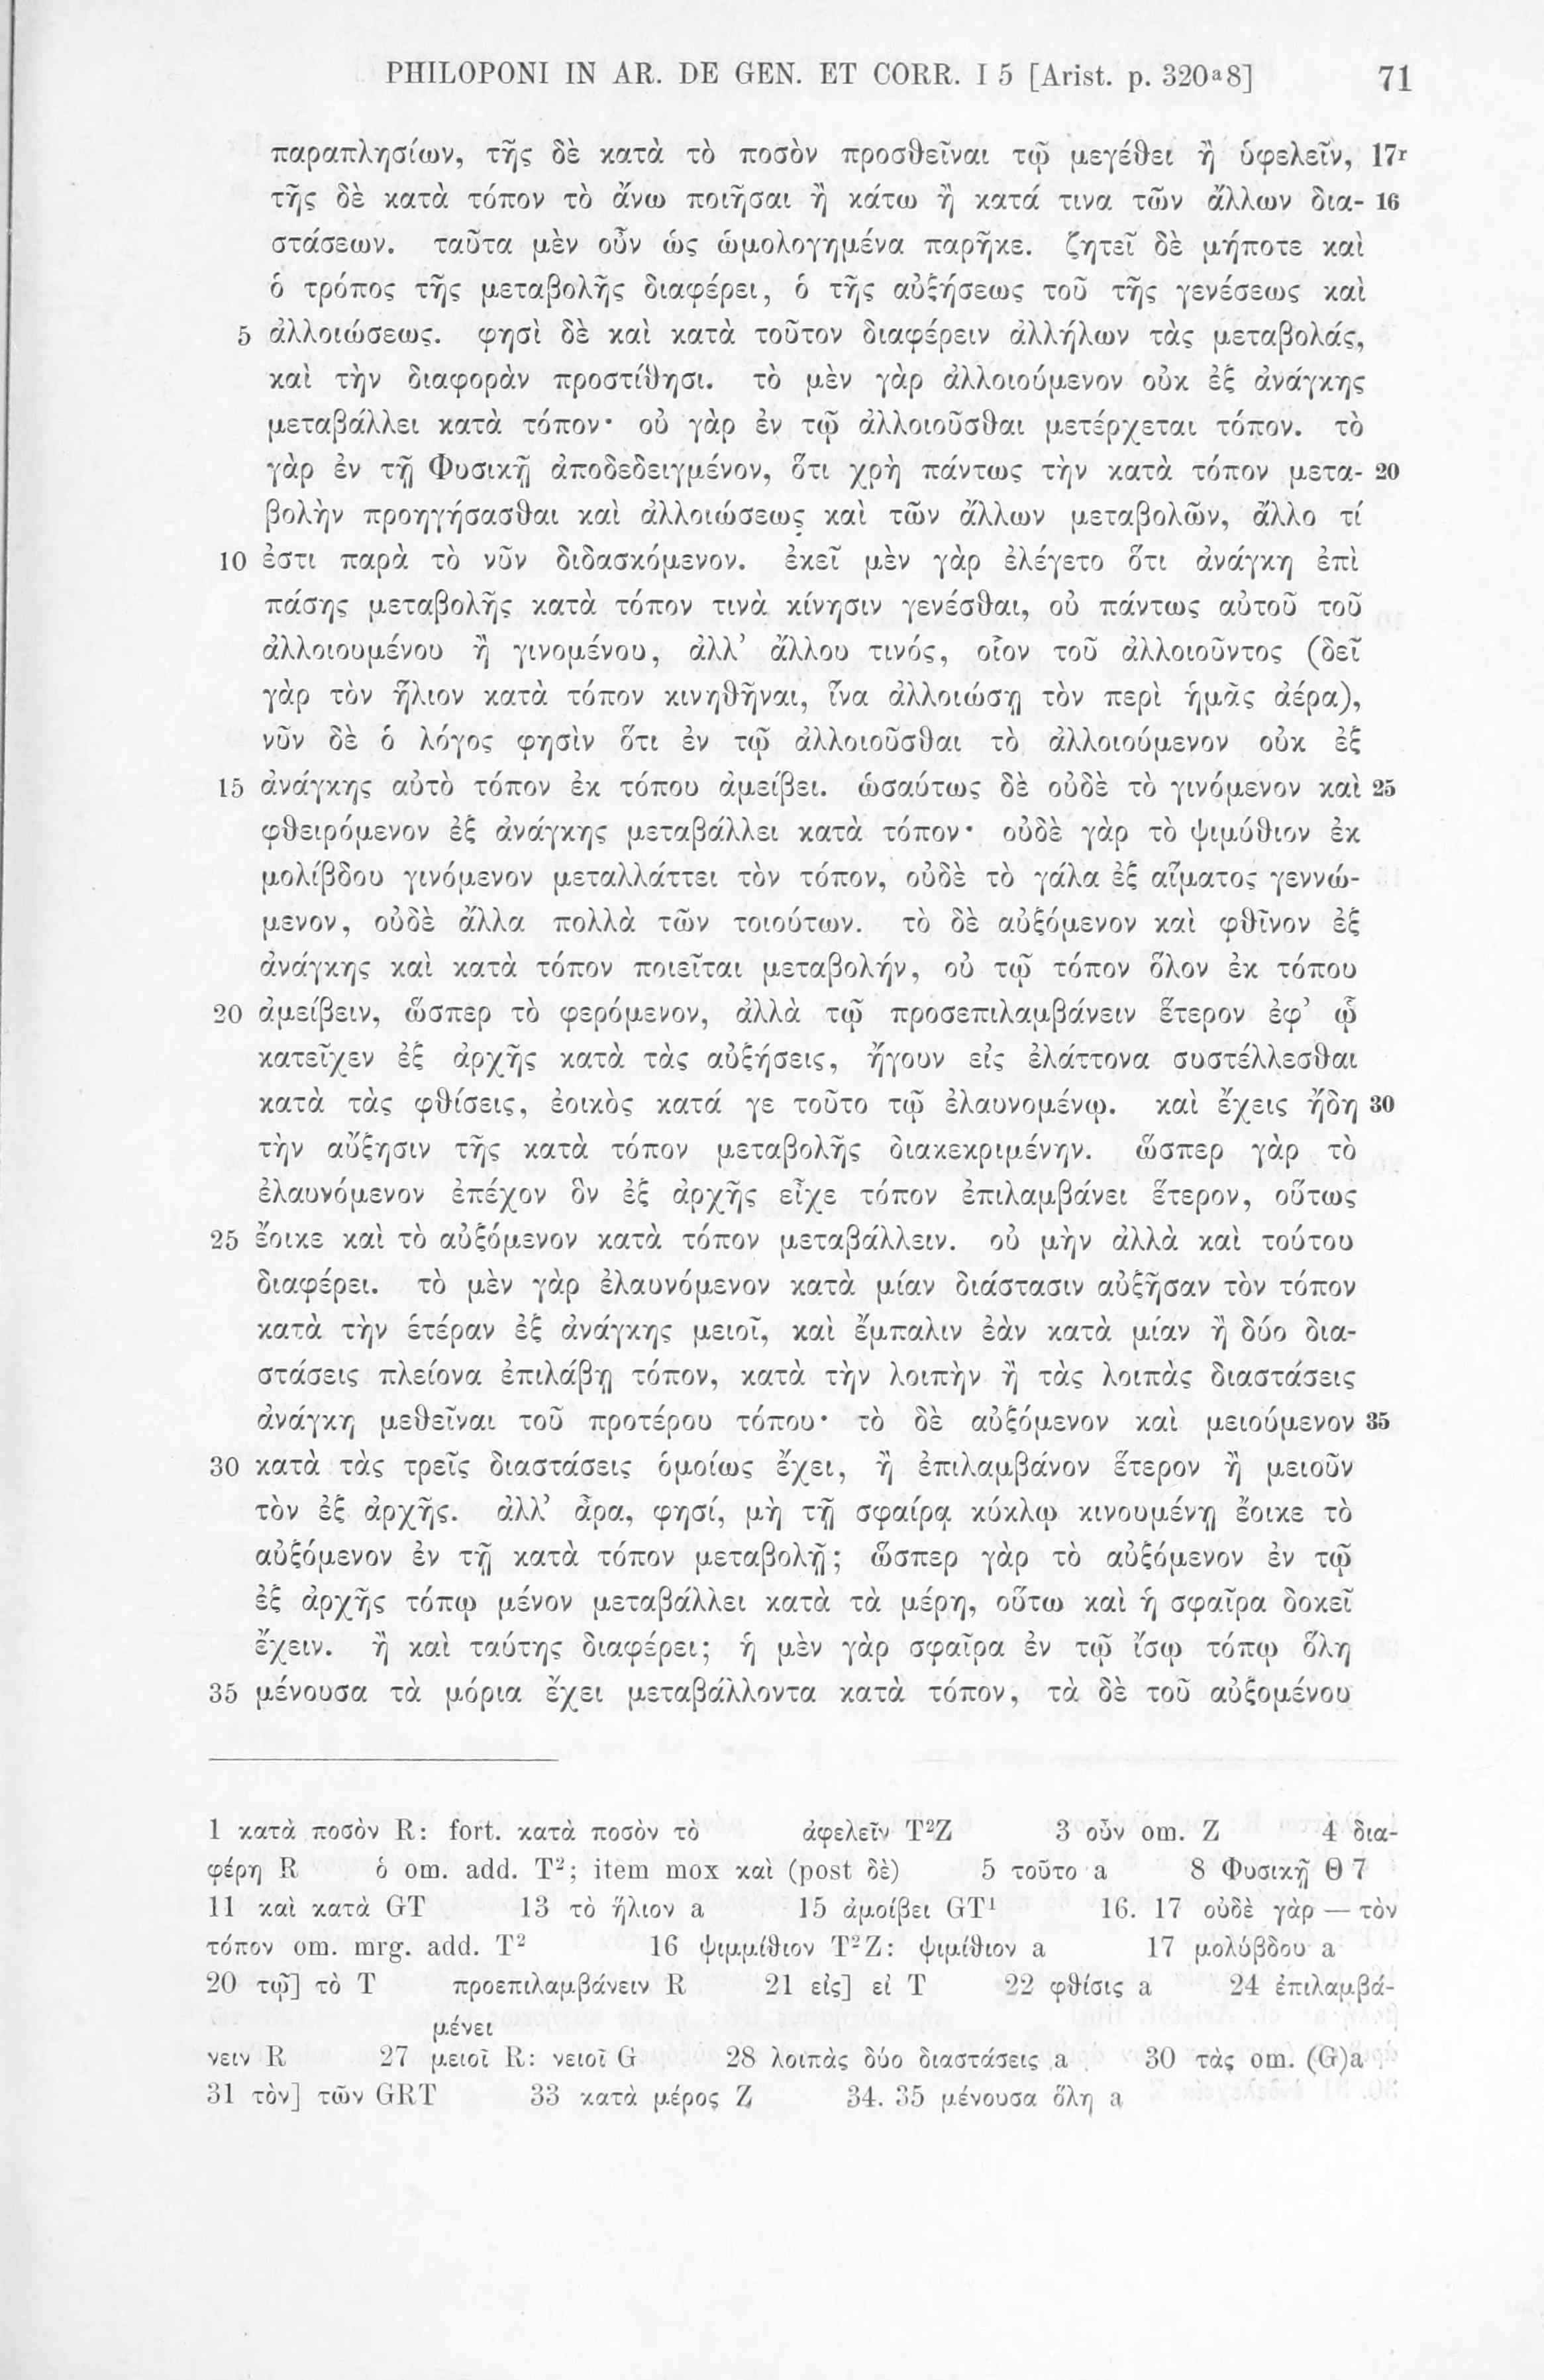 PHILOPONI IN AR. DE GEN. ET CORR. I 5 [Arist. p. 320ª8] 71
παραπλησίων, τῆς δὲ κατὰ τὸ ποσὸν προσθεῖναι τῷ μεγέθει ἢ ὑφελεῖν, 17r
τῆς δὲ κατὰ τόπον τὸ ἄνω ποιῆσαι ἢ κάτω ἢ κατά τινα τῶν ἄλλων δια- 16
στάσεων. ταῦτα μὲν οὖν ὡς ὡμολογημένα παρῆκε. ζητεῖ δὲ μήποτε καὶ
ὁ τρόπος τῆς μεταβολῆς διαφέρει, ὁ τῆς αὐξήσεως τοῦ τῆς γενέσεως καὶ
5 ἀλλοιώσεως. φησὶ δὲ καὶ κατὰ τοῦτον διαφέρειν ἀλλήλων τὰς μεταβολάς,
καὶ τὴν διαφορὰν προστίθησι. τὸ μὲν γὰρ ἀλλοιούμενον οὐκ ἐξ ἀνάγκης
μεταβάλλει κατὰ τόπον· οὐ γὰρ ἐν τῷ ἀλλοιοῦσθαι μετέρχεται τόπον. τὸ
γὰρ ἐν τῇ Φυσικῇ ἀποδεδειγμένον, ὅτι χρὴ πάντως τὴν κατὰ τόπον μετα- 20
βολὴν προηγήσασθαι καὶ ἀλλοιώσεως καὶ τῶν ἄλλων μεταβολῶν, ἄλλο τί
10 ἐστι παρὰ τὸ νῦν διδασκόμενον. ἐκεῖ μὲν γὰρ ἐλέγετο ὅτι ἀνάγκη ἐπὶ
πάσης μεταβολῆς κατὰ τόπον τινὰ κίνησιν γενέσθαι, οὐ πάντως αὐτοῦ τοῦ
ἀλλοιουμένου ἢ γινομένου, ἀλλ’ ἄλλου τινός, οἷον τοῦ ἀλλοιοῦντος (δεῖ
γὰρ τὸν ἥλιον κατὰ τόπον κινηθῆναι, ἵνα ἀλλοιώσῃ τὸν περὶ ἡμᾶς ἀέρα),
νῦν δὲ ὁ λόγος φησὶν ὅτι ἐν τῷ ἀλλοιοῦσθαι τὸ ἀλλοιούμενον οὐκ ἐξ
15 ἀνάγκης αὐτὸ τόπον ἐκ τόπου ἀμείβει. ὡσαύτως δὲ οὐδὲ τὸ γινόμενον καὶ 25
φθειρόμενον ἐξ ἀνάγκης μεταβάλλει κατὰ τόπον· οὐδὲ γὰρ τὸ ψιμύθιον ἐκ
μολίβδου γινόμενον μεταλλάττει τὸν τόπον, οὐδὲ τὸ γάλα ἐξ αἵματος γεννώ-
μενον, οὐδὲ ἄλλα πολλὰ τῶν τοιούτων. τὸ δὲ αὐξόμενον καὶ φθῖνον ἐξ
ἀνάγκης καὶ κατὰ τόπον ποιεῖται μεταβολήν, οὐ τῷ τόπον ὅλον ἐκ τόπου
20 ἀμείβειν, ὥσπερ τὸ φερόμενον, ἀλλὰ τῷ προσεπιλαμβάνειν ἕτερον ἐφ’ ᾧ
κατεῖχεν ἐξ ἀρχῆς κατὰ τὰς αὐξήσεις, ἤγουν εἰς ἐλάττονα συστέλλεσθαι
κατὰ τὰς φθίσεις, ἐοικὸς κατά γε τοῦτο τῷ ἐλαυνομένῳ. καὶ ἔχεις ἤδη 30
τὴν αὔξησιν τῆς κατὰ τόπον μεταβολῆς διακεκριμένην. ὥσπερ γὰρ τὸ
ἐλαυνόμενον ἐπέχον ὃν ἐξ ἀρχῆς εἶχε τόπον ἐπιλαμβάνει ἕτερον, οὕτως
25 ἔοικε καὶ τὸ αὐξόμενον κατὰ τόπον μεταβάλλειν. οὐ μὴν ἀλλὰ καὶ τούτου
διαφέρει. τὸ μὲν γὰρ ἐλαυνόμενον κατὰ μίαν διάστασιν αὐξῆσαν τὸν τόπον
κατὰ τὴν ἑτέραν ἐξ ἀνάγκης μειοῖ, καὶ ἔμπαλιν ἐὰν κατὰ μίαν ἢ δύο δια-
στάσεις πλείονα ἐπιλάβῃ τόπον, κατὰ τὴν λοιπὴν ἢ τὰς λοιπὰς διαστάσεις
ἀνάγκη μεθεῖναι τοῦ προτέρου τόπου· τὸ δὲ αὐξόμενον καὶ μειούμενον 35
30 κατὰ τὰς τρεῖς διαστάσεις ὁμοίως ἔχει, ἢ ἐπιλαμβάνον ἕτερον ἢ μειοῦν
τὸν ἐξ ἀρχῆς. ἀλλ’ ἆρα, φησί, μὴ τῇ σφαίρᾳ κύκλῳ κινουμένῃ ἔοικε τὸ
αὐξόμενον ἐν τῇ κατὰ τόπον μεταβολῇ; ὥσπερ γὰρ τὸ αὐξόμενον ἐν τῷ
ἐξ ἀρχῆς τόπῳ μένον μεταβάλλει κατὰ τὰ μέρη, οὕτω καὶ ἡ σφαῖρα δοκεῖ
ἔχειν. ἢ καὶ ταύτης διαφέρει; ἡ μὲν γὰρ σφαῖρα ἐν τῷ ἴσῳ τόπῳ ὅλη
35 μένουσα τὰ μόρια ἔχει μεταβάλλοντα κατὰ τόπον, τὰ δὲ τοῦ αὐξομένου
1 κατὰ ποσὸν R: fort. κατὰ ποσὸν τὸ ἀφελεῖν T²Z 3 οὖν om. Z 4 δια-
φέρῃ R ὁ om. add. T²; item mox καὶ (post δὲ) 5 τοῦτο a 8 Φυσικῇ Θ 7
11 καὶ κατὰ GT 13 τὸ ἥλιον a 15 ἀμοίβει GT¹ 16. 17 οὐδὲ γὰρ — τὸν
τόπον om. mrg. add. T² 16 ψιμμίθιον T²Z: ψιμίθιον a 17 μολύβδου a
20 τῷ] τὸ T προεπιλαμβάνειν R 21 εἰς] εἰ T 22 φθίσις a 24 ἐπιλαμβά-
μένει
νειν R 27 μειοῖ R: νειοῖ G 28 λοιπὰς δύο διαστάσεις a 30 τὰς om. (G)a
31 τὸν] τῶν GRT 33 κατὰ μέρος Z 34. 35 μένουσα ὅλη a